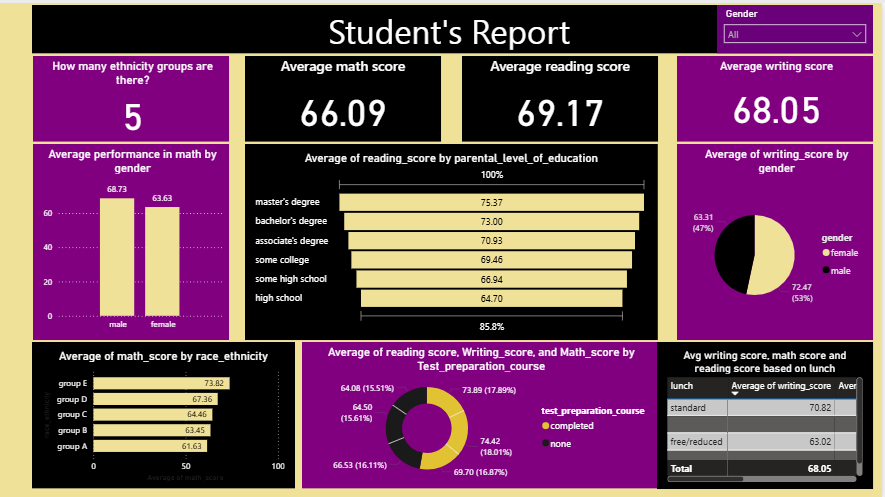 Student's Report
Gender
All
How many ethnicity groups are
there?
5
Average math score
66.09
Average reading score
69.17
Average writing score
68.05
Average performance in math by
gender
68.73
63.63
60
40
20
0
male
female
Average of reading_score by parental_level_of_education
100%
master's degree
75.37
bachelor's degree
73.00
associate's degree
70.93
some college
69.46
some high school
66.94
high school
64.70
85.8%
Average of writing_score by
gender
63.31
(47%)
72.47
(53%)
gender
female
male
Average of math_score by race_ethnicity
race_ethnicity
group E
73.82
group D
67.36
group C
64.46
group B
63.45
group A
61.63
0
50
100
Average of math_score
Average of reading score, Writing_score, and Math_score by
Test_preparation_course
64.08 (15.51%)
73.89 (17.89%)
64.50
(15.61%)
74.42
(18.01%)
66.53 (16.11%)
69.70 (16.87%)
test_preparation_course
completed
none
Avg writing score, math score and
reading score based on lunch
lunch
Average of writing_score
Aver
standard
70.82
free/reduced
63.02
Total
68.05